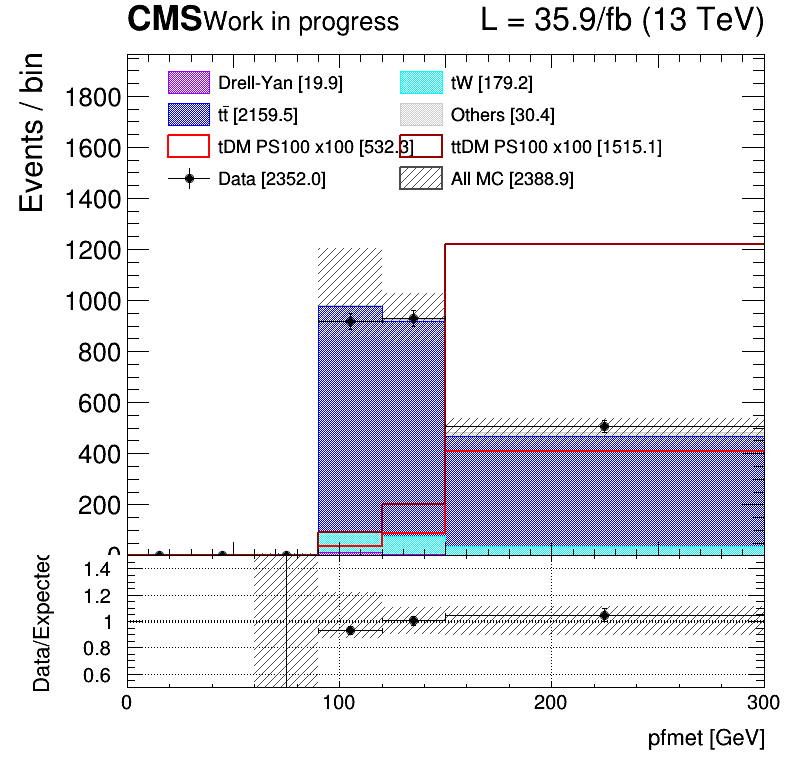 CMS Work in progress L = 35.9/fb (13 TeV)
Events / bin
Drell-Yan [19.9] tW [179.2]
tt̄ [2159.5] Others [30.4]
tDM PS100 x100 [532.3] ttDM PS100 x100 [1515.1]
Data [2352.0] All MC [2388.9]
1800
1600
1400
1200
1000
800
600
400
200
0
Data/Expected
1.4
1.2
1
0.8
0.6
0 100 200 300
pfmet [GeV]